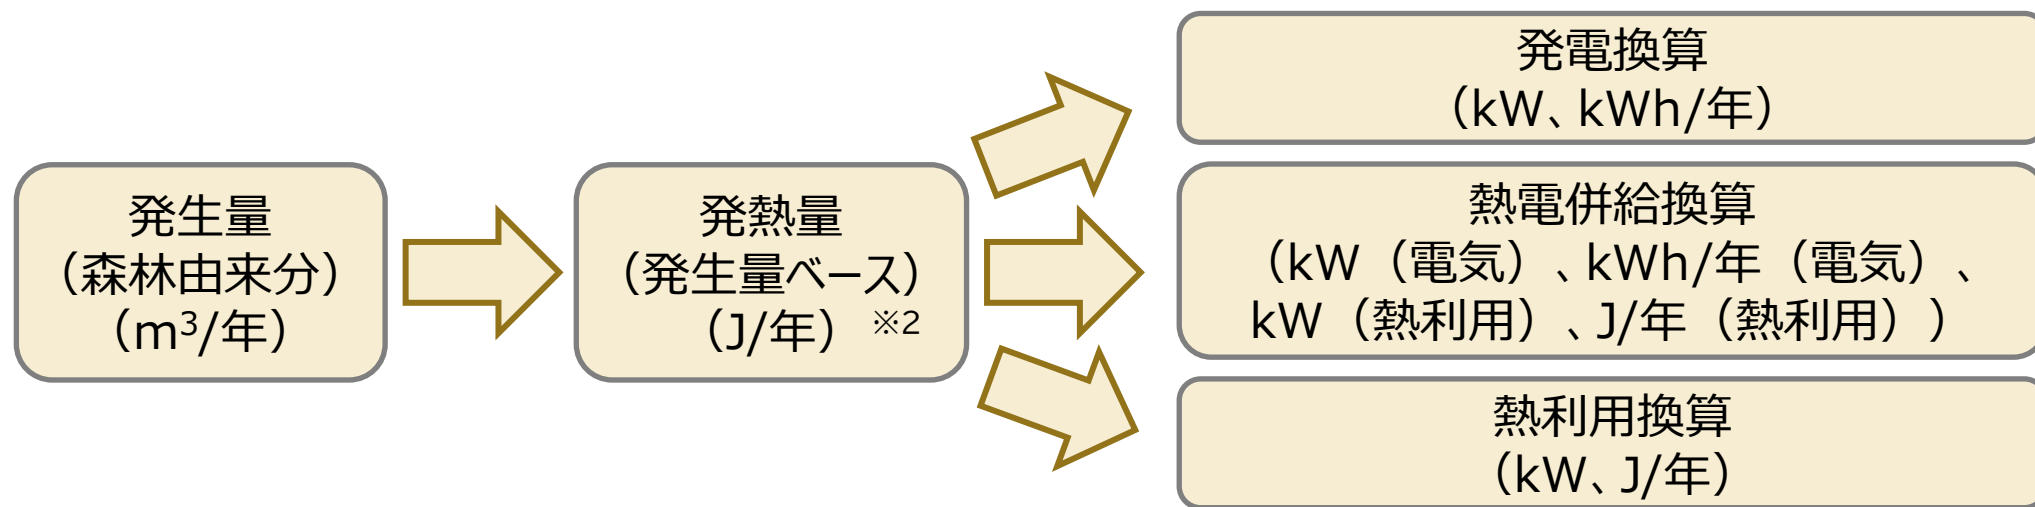 発生量
（森林由来分）
（m³/年）
発熱量
（発生量ベース）
（J/年）※2
発電換算
（kW、kWh/年）
熱電併給換算
（kW（電気）、kWh/年（電気）、
kW（熱利用）、J/年（熱利用））
熱利用換算
（kW、J/年）